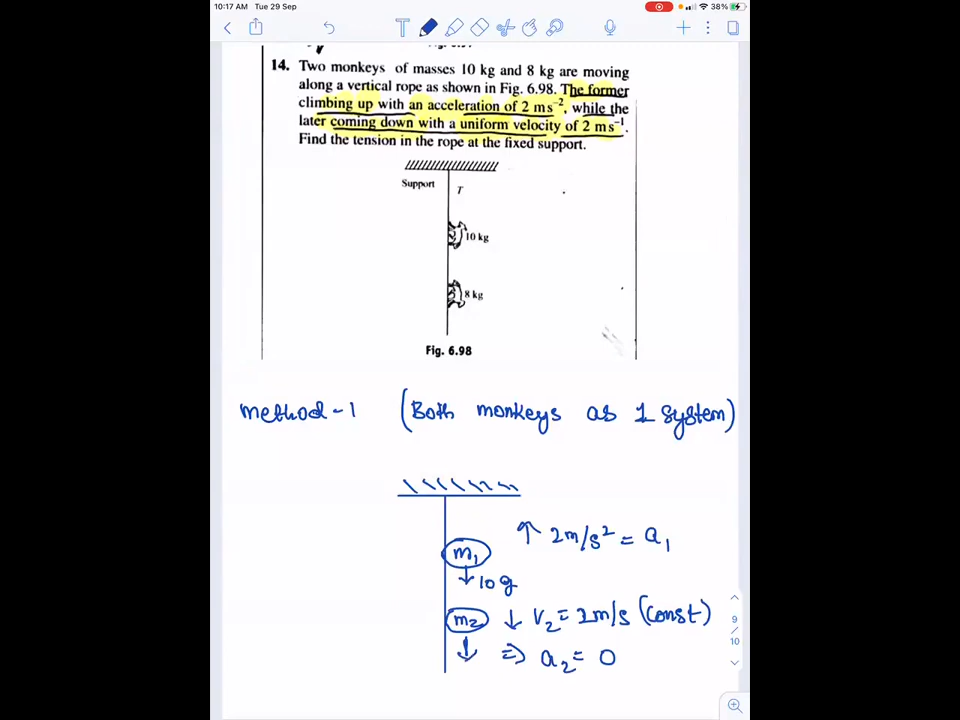 10:17 AM Tue 29 Sep
38%
14. Two monkeys of masses 10 kg and 8 kg are moving
along a vertical rope as shown in Fig. 6.98. The former
climbing up with an acceleration of 2 ms⁻², while the
later coming down with a uniform velocity of 2 ms⁻¹.
Find the tension in the rope at the fixed support.
Support
T
10 kg
8 kg
Fig. 6.98
method-1 (Both monkeys as 1 system)
↑ 2m/s² = a₁
m₁
↓ 10g
m₂ ↓ V₂ = 2m/s (const)
↓ ⇒ a₂ = 0
9
/
10